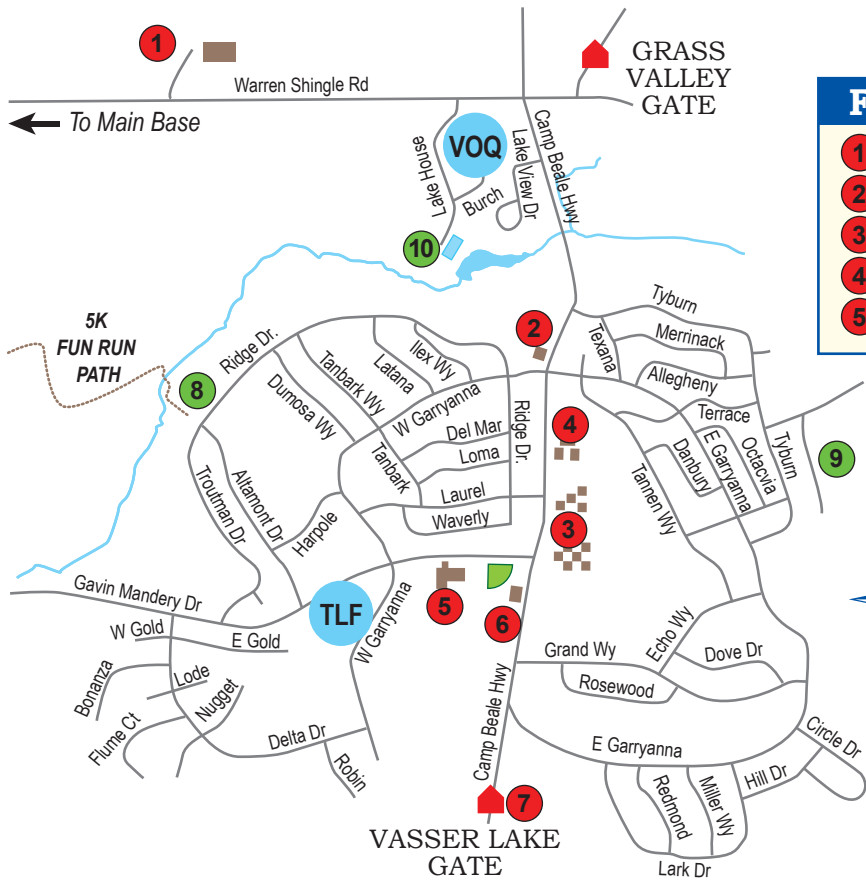 1
GRASS
VALLEY
GATE
Warren Shingle Rd
To Main Base
F
1
2
3
4
5
VOQ
Lake House
Burch
Lake View Dr
Camp Beale Hwy
10
5K
FUN RUN
PATH
8
Ridge Dr.
Dumosa Wy
Tanbark Wy
Latana
Ilex Wy
2
Texana
Tyburn
Merrinack
Allegheny
Terrace
W Garryanna
Del Mar
Loma
Tanbark
Ridge Dr.
4
Laurel
Waverly
3
Tannen Wy
Danbury
E Garryanna
Octacvia
Tyburn
9
Troutman Dr
Altamont Dr
Harpole
Gavin Mandery Dr
TLF
W Garryanna
5
6
W Gold
E Gold
Bonanza
Lode
Flume Ct
Nugget
Delta Dr
Robin
Grand Wy
Echo Wy
Dove Dr
Rosewood
Camp Beale Hwy
E Garryanna
Circle Dr
Hill Dr
Redmond
Miller Wy
Lark Dr
7
VASSER LAKE
GATE